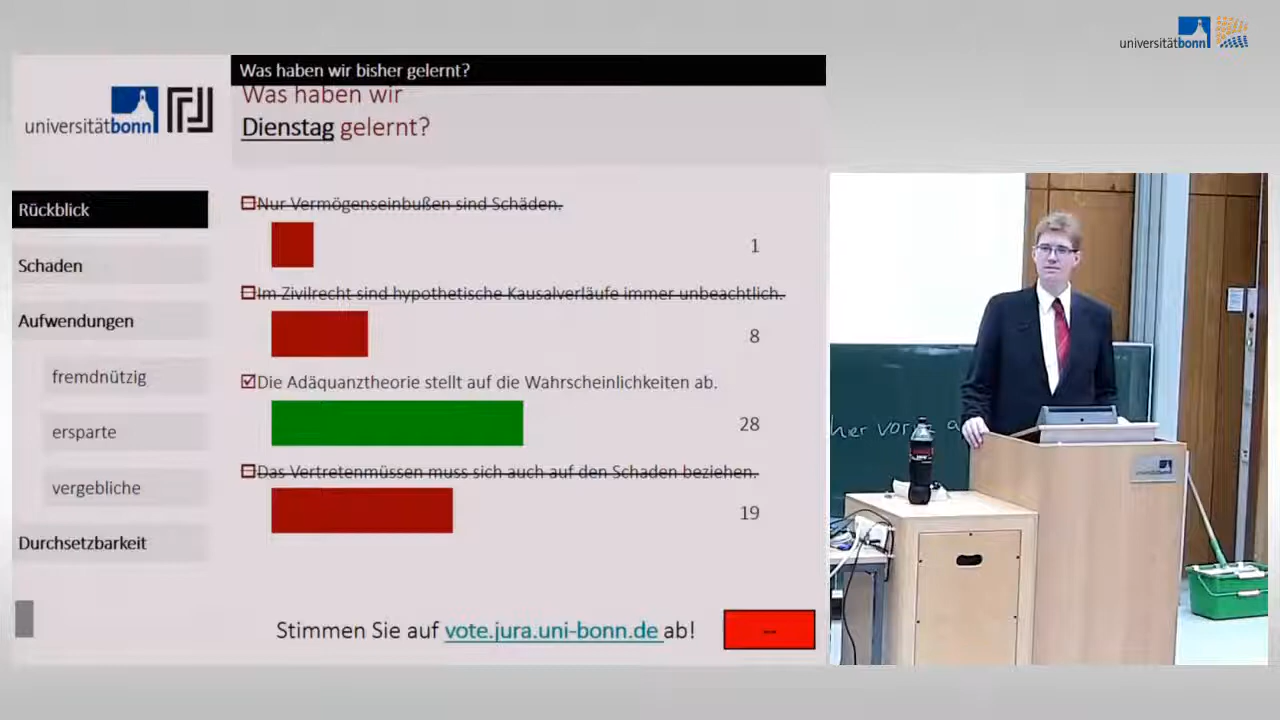 universitätbonn
Was haben wir bisher gelernt?
Was haben wir
Dienstag gelernt?
universitätbonn
Rückblick
Schaden
Aufwendungen
fremdnützig
ersparte
vergebliche
Durchsetzbarkeit
Nur Vermögenseinbußen sind Schäden.
1
Im Zivilrecht sind hypothetische Kausalverläufe immer unbeachtlich.
8
Die Adäquanztheorie stellt auf die Wahrscheinlichkeiten ab.
28
Das Vertretenmüssen muss sich auch auf den Schaden beziehen.
19
Stimmen Sie auf vote.jura.uni-bonn.de ab!
hier